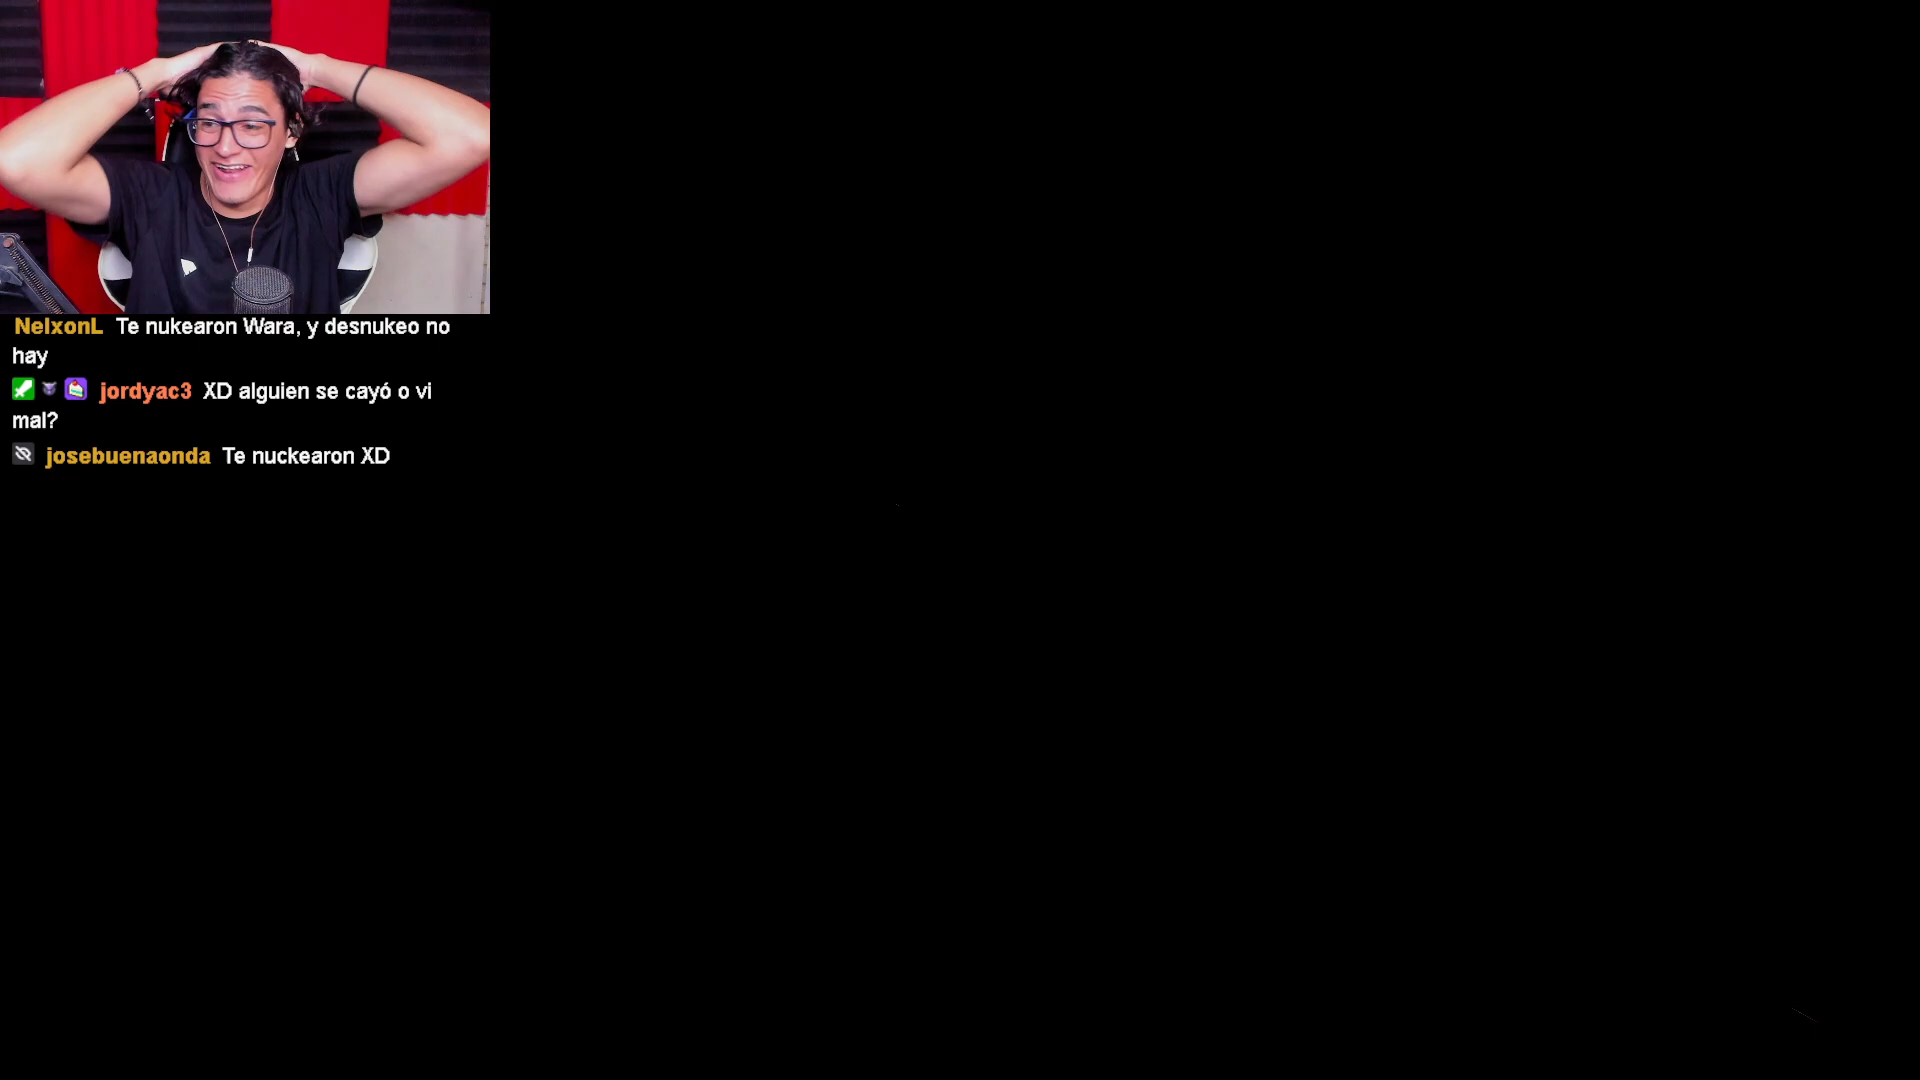 NelxonL Te nukearon Wara, y desnukeo no
hay
jordyac3 XD alguien se cayó o vi
mal?
josebuenaonda Te nuckearon XD